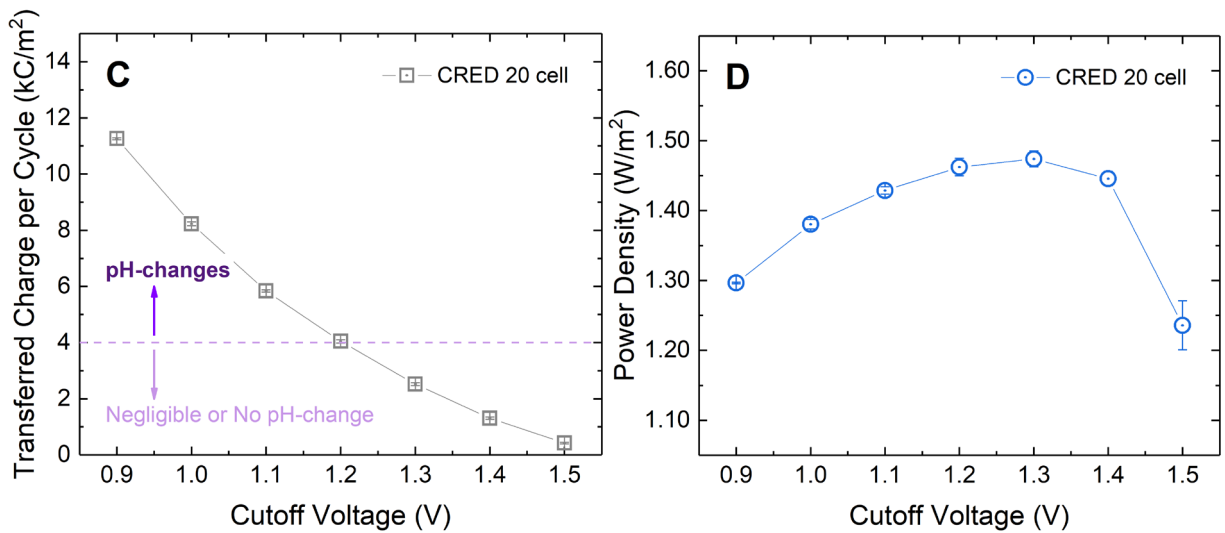 C
CRED 20 cell
Transferred Charge per Cycle (kC/m²)
14
12
10
8
6
4
2
0
pH-changes
Negligible or No pH-change
0.9 1.0 1.1 1.2 1.3 1.4 1.5
Cutoff Voltage (V)
D
CRED 20 cell
Power Density (W/m²)
1.60
1.50
1.40
1.30
1.20
1.10
0.9 1.0 1.1 1.2 1.3 1.4 1.5
Cutoff Voltage (V)